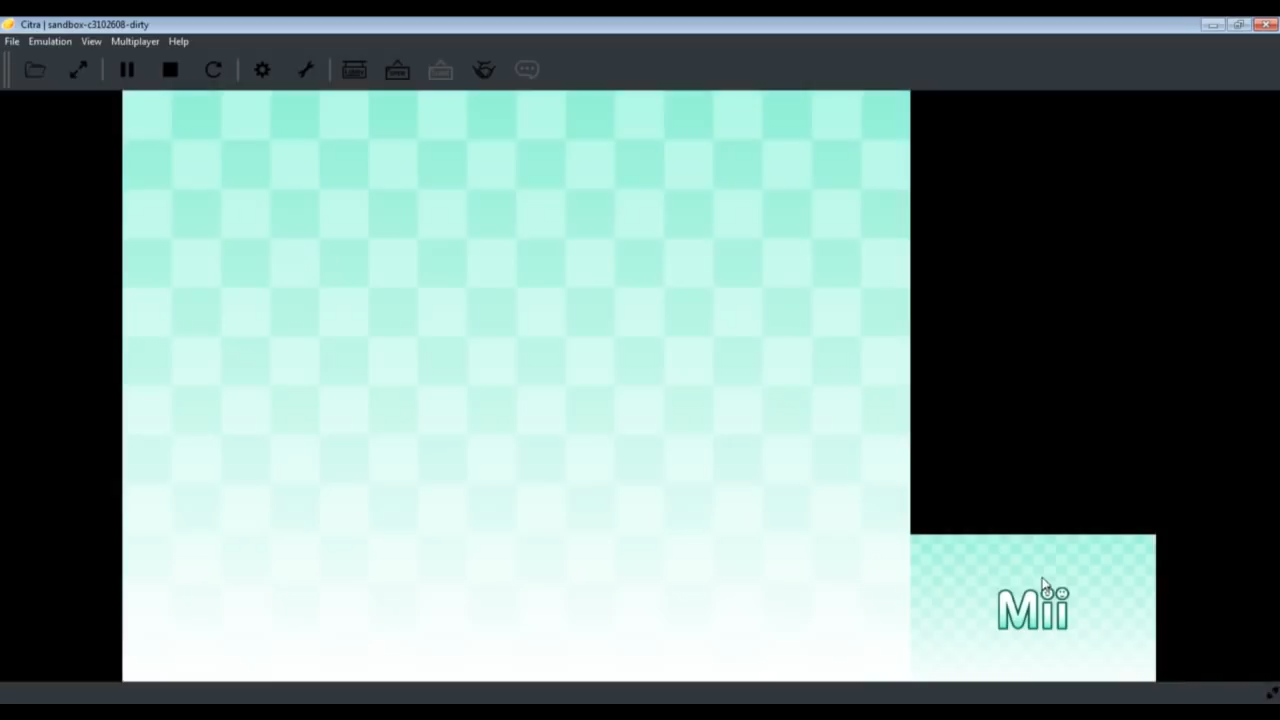 Citra | sandbox-c3102608-dirty
File Emulation View Multiplayer Help
Mii